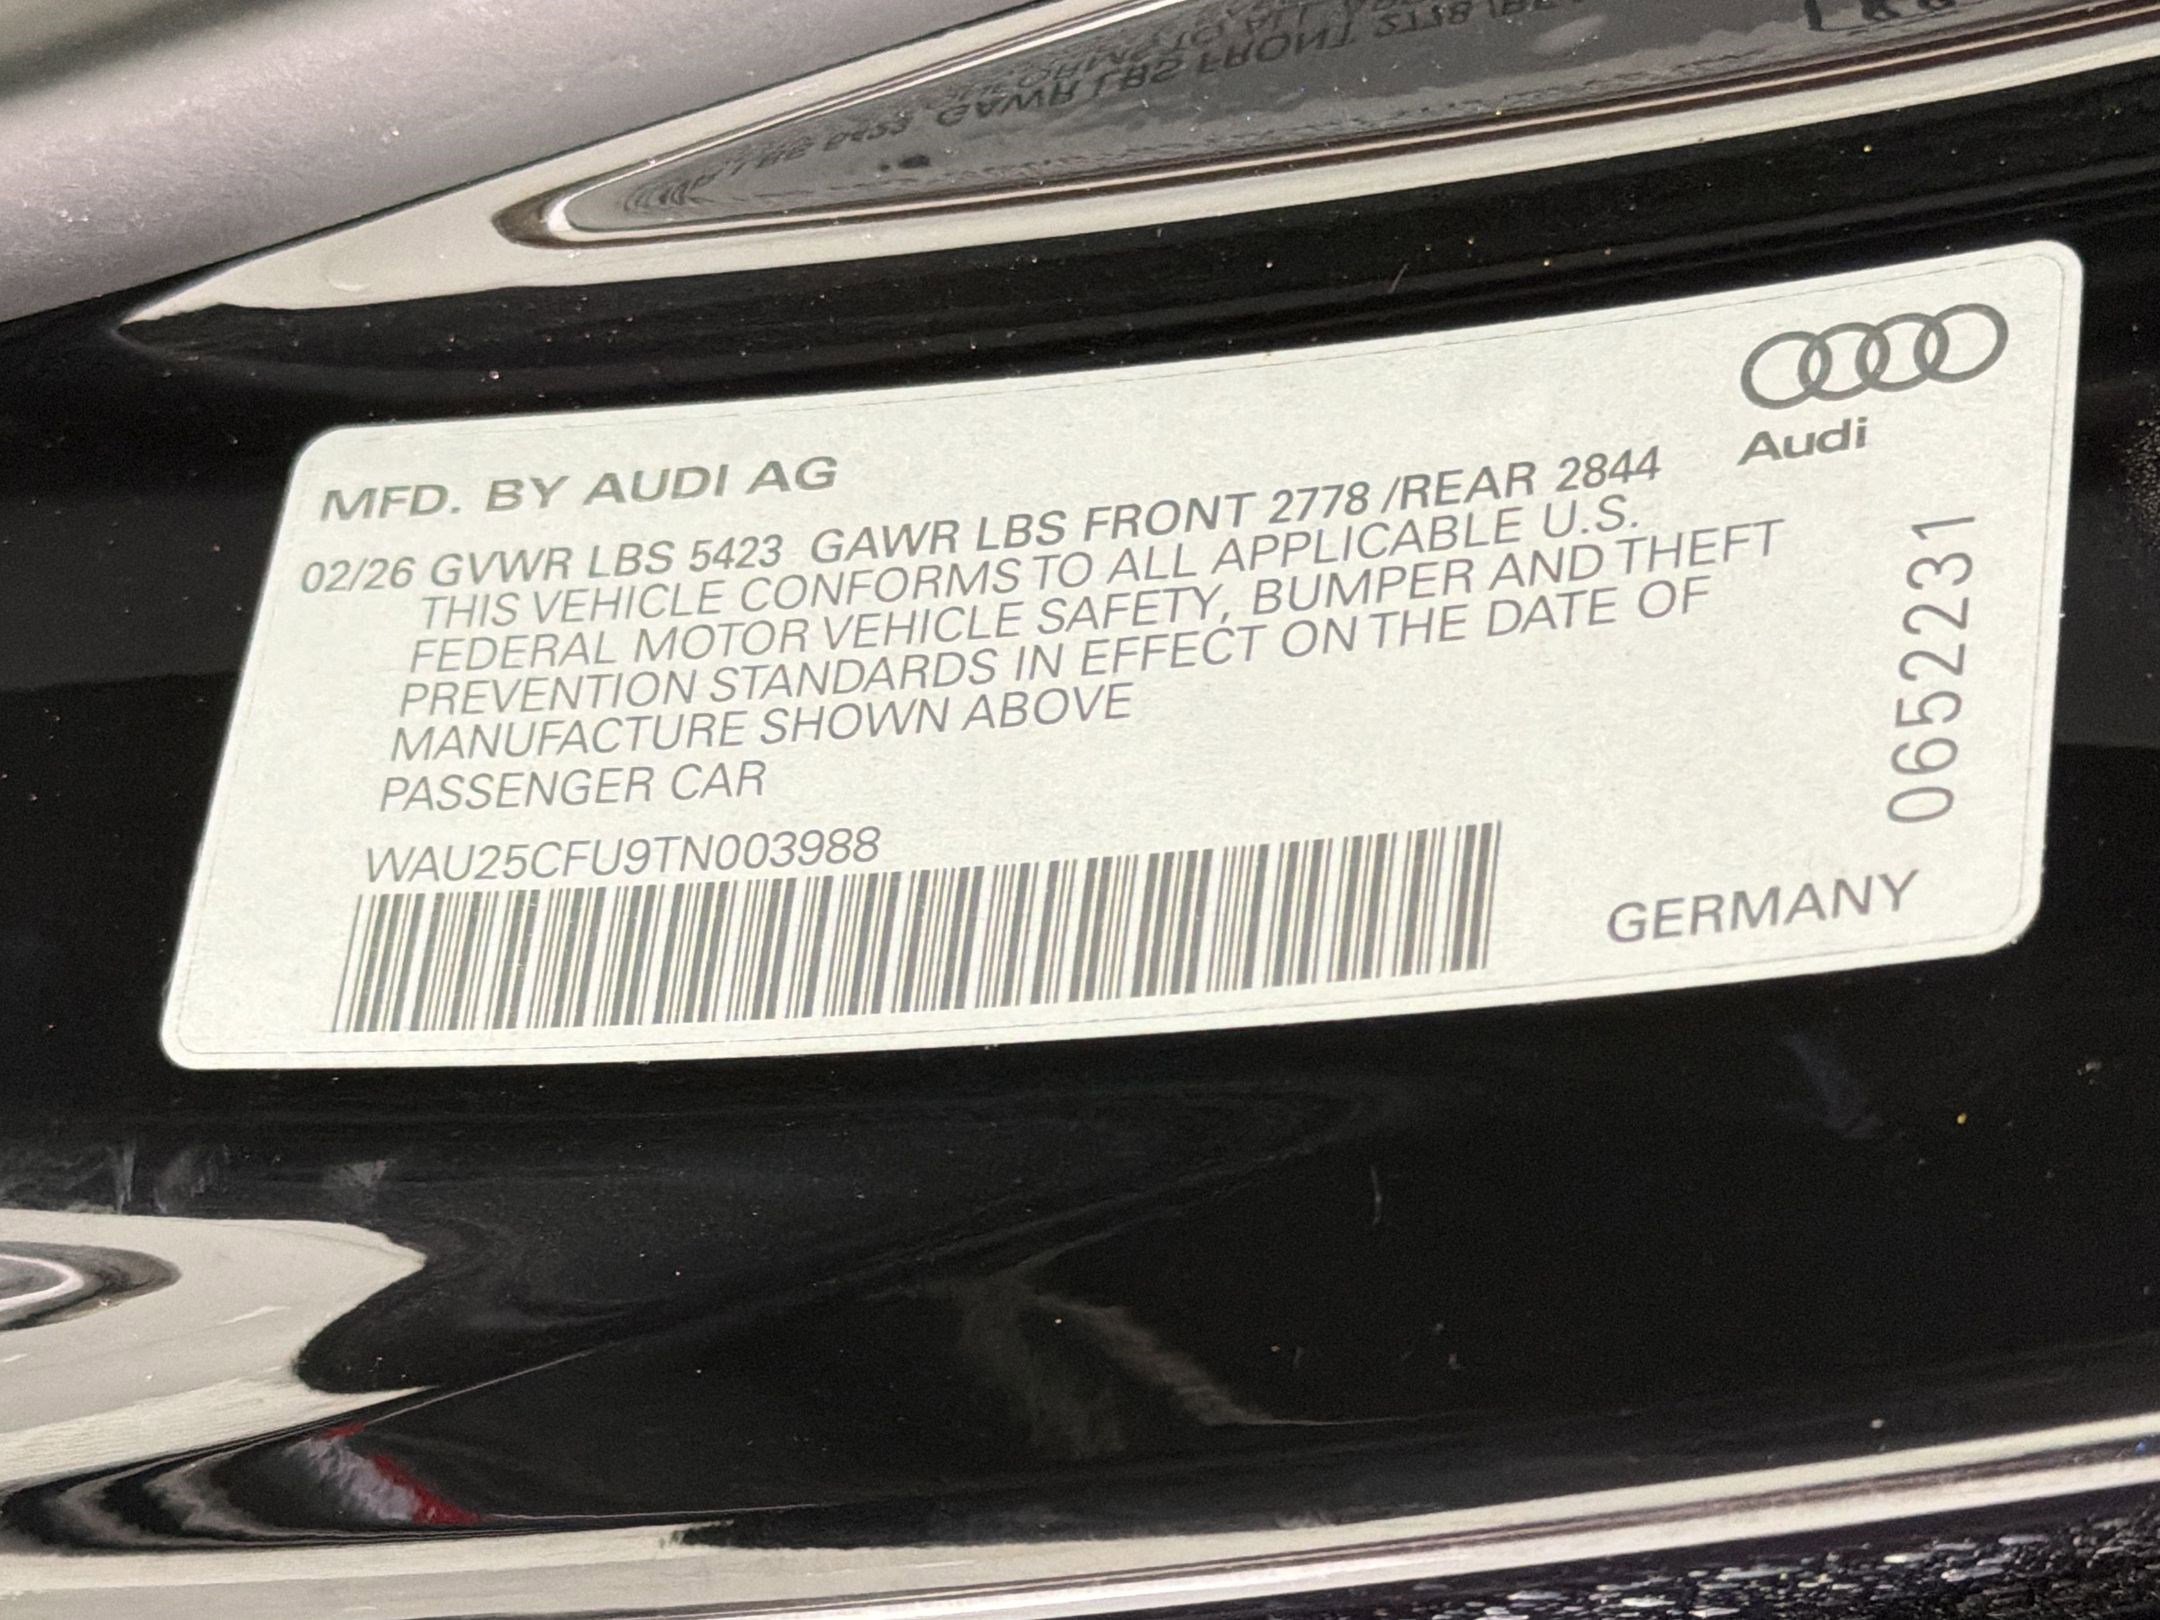 Audi
MFD. BY AUDI AG
02/26 GVWR LBS 5423 GAWR LBS FRONT 2778 /REAR 2844
THIS VEHICLE CONFORMS TO ALL APPLICABLE U.S.
FEDERAL MOTOR VEHICLE SAFETY, BUMPER AND THEFT
PREVENTION STANDARDS IN EFFECT ON THE DATE OF
MANUFACTURE SHOWN ABOVE
PASSENGER CAR
WAU25CFU9TN003988
GERMANY
0652231